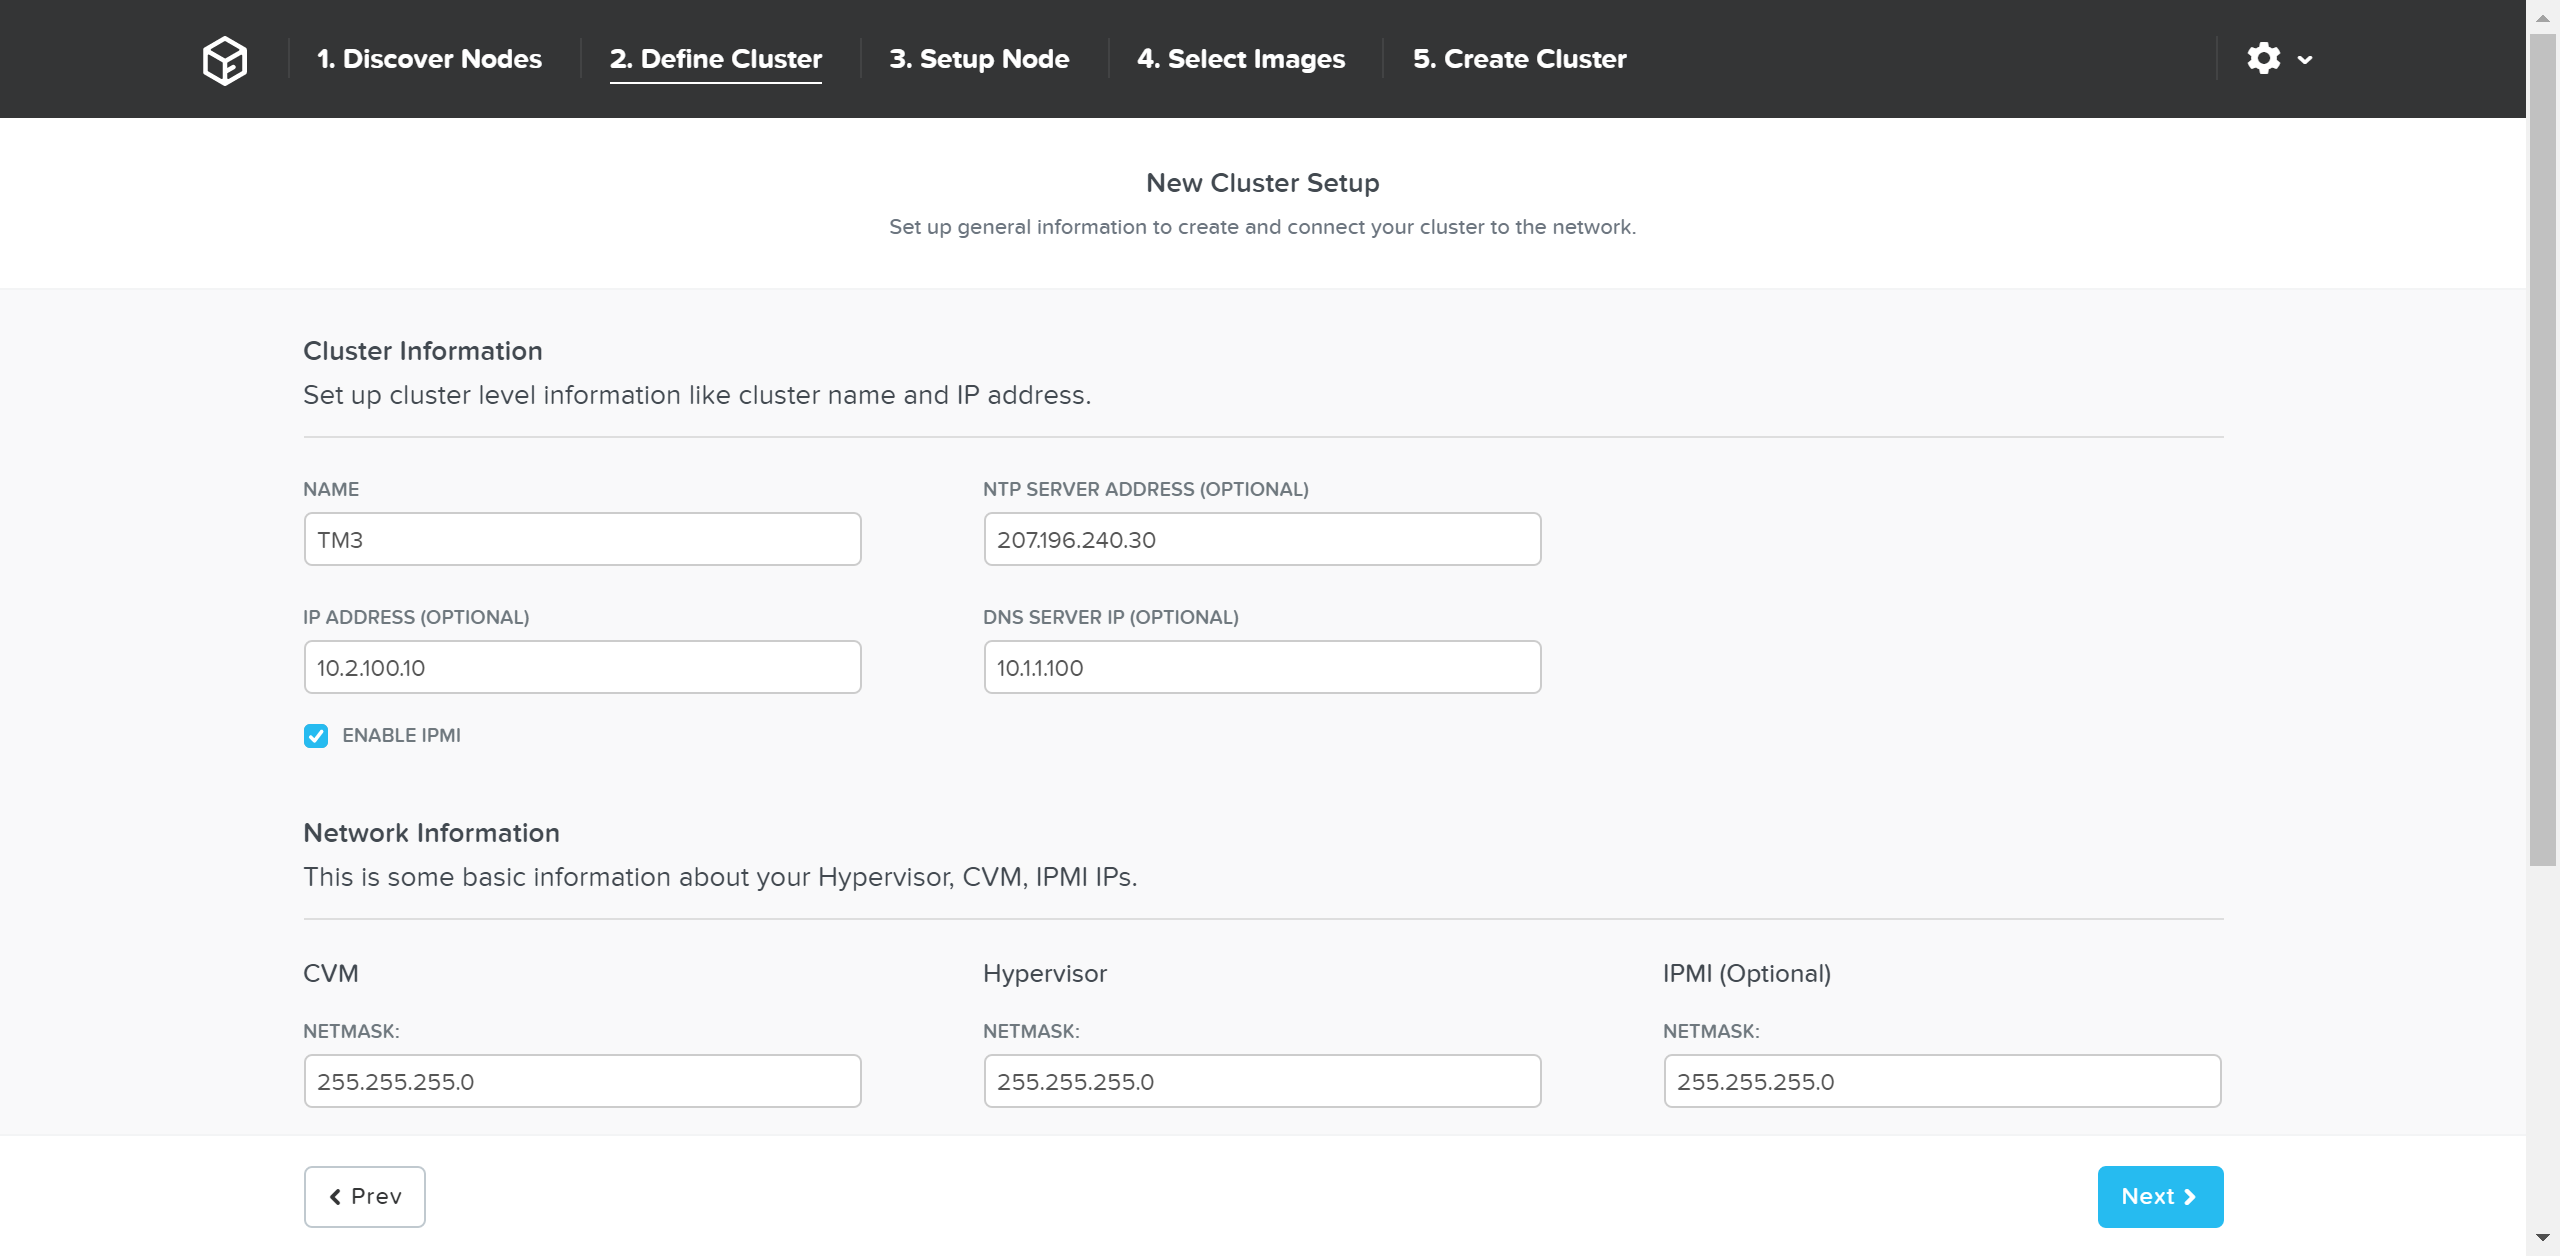 1. Discover Nodes
2. Define Cluster
3. Setup Node
4. Select Images
5. Create Cluster
New Cluster Setup
Set up general information to create and connect your cluster to the network.
Cluster Information
Set up cluster level information like cluster name and IP address.
NAME
NTP SERVER ADDRESS (OPTIONAL)
TM3
207.196.240.30
IP ADDRESS (OPTIONAL)
DNS SERVER IP (OPTIONAL)
10.2.100.10
10.1.1.100
ENABLE IPMI
Network Information
This is some basic information about your Hypervisor, CVM, IPMI IPs.
CVM
Hypervisor
IPMI (Optional)
NETMASK:
NETMASK:
NETMASK:
255.255.255.0
255.255.255.0
255.255.255.0
Prev
Next